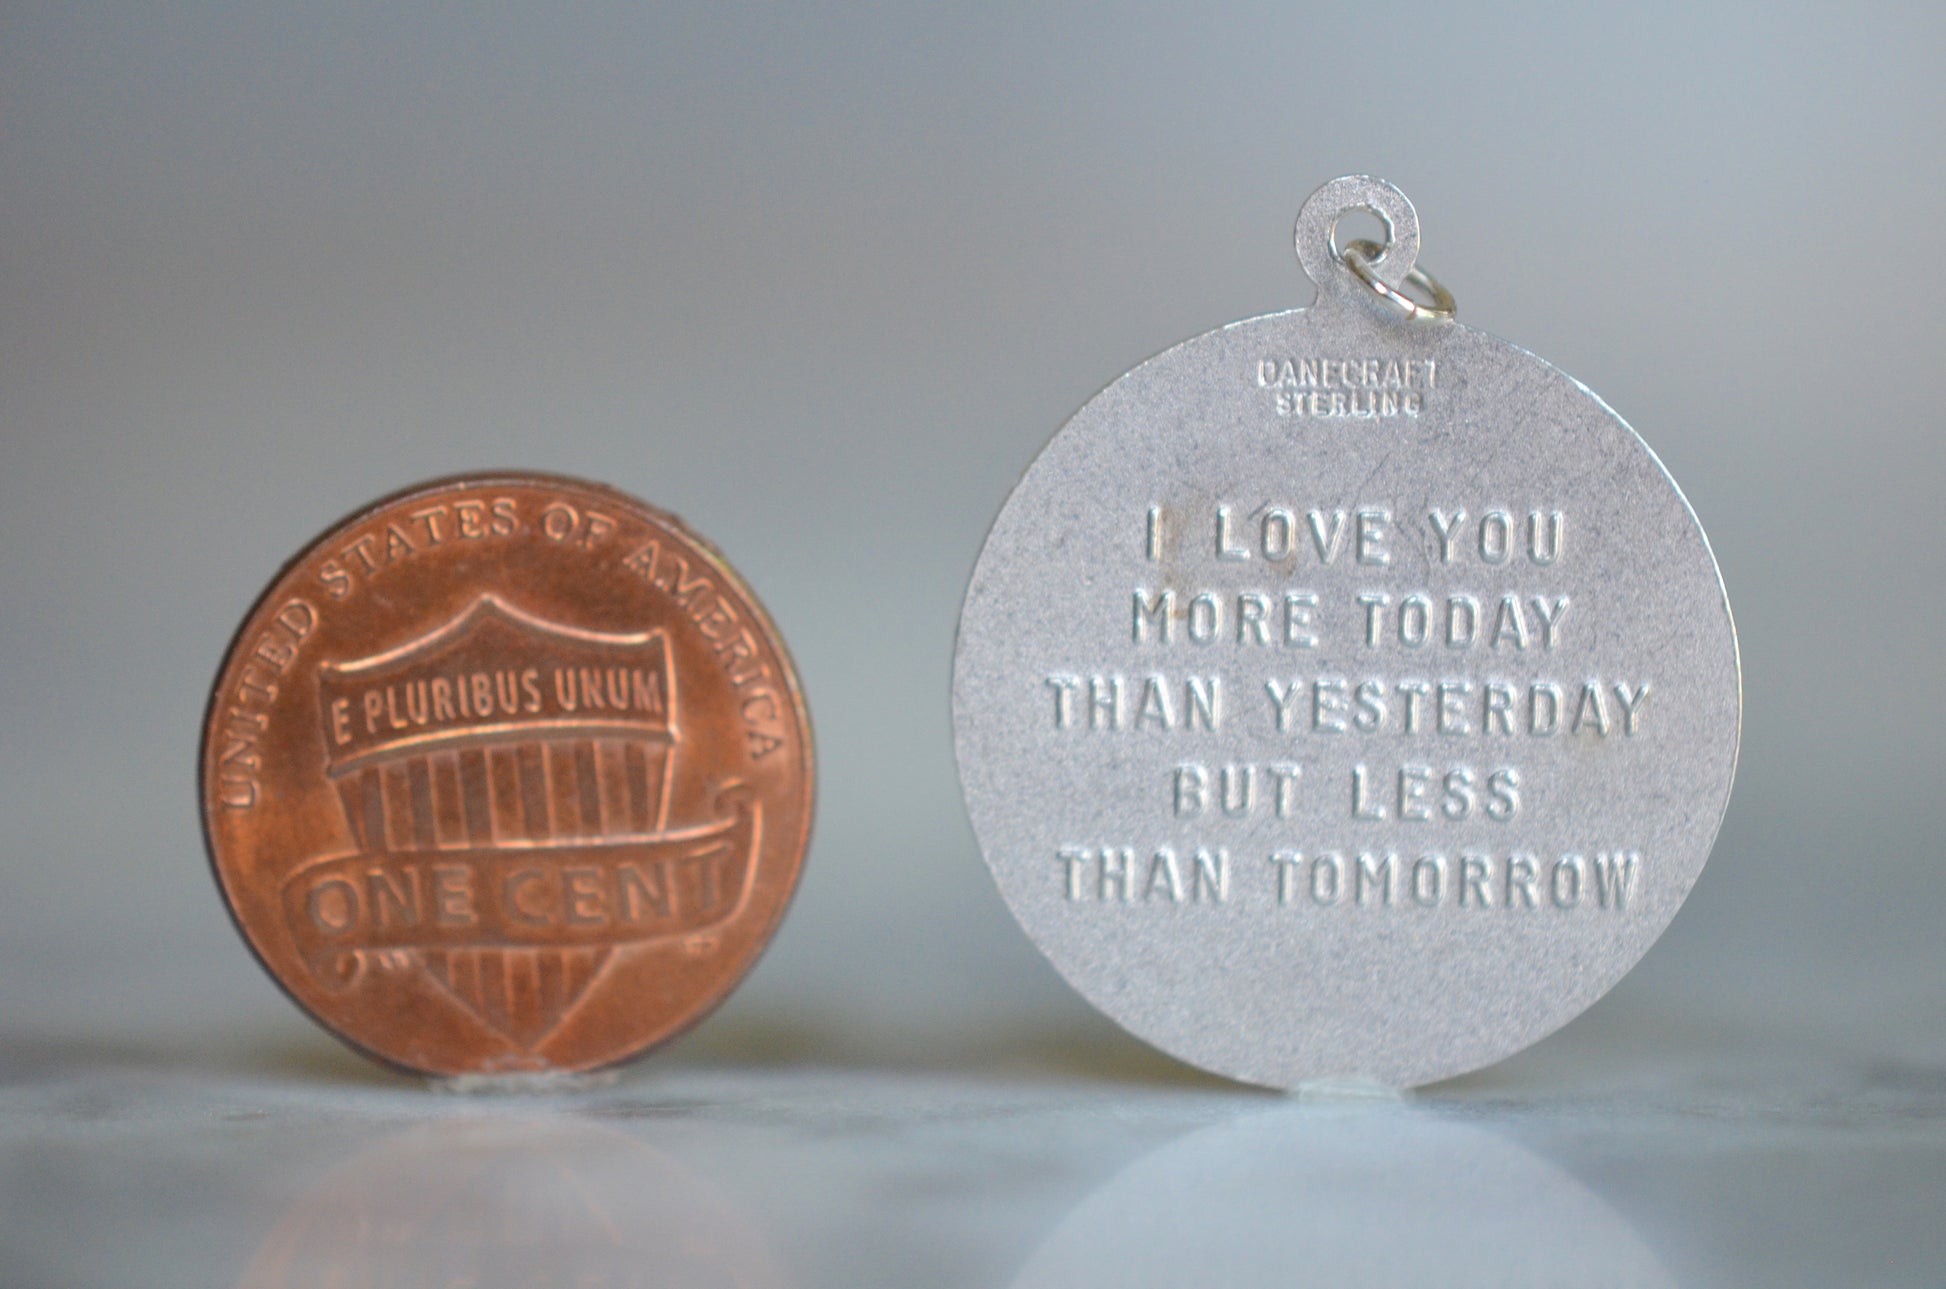 UNITED STATES OF AMERICA
E PLURIBUS UNUM
ONE CENT
DANECRAFT
STERLING
I LOVE YOU
MORE TODAY
THAN YESTERDAY
BUT LESS
THAN TOMORROW